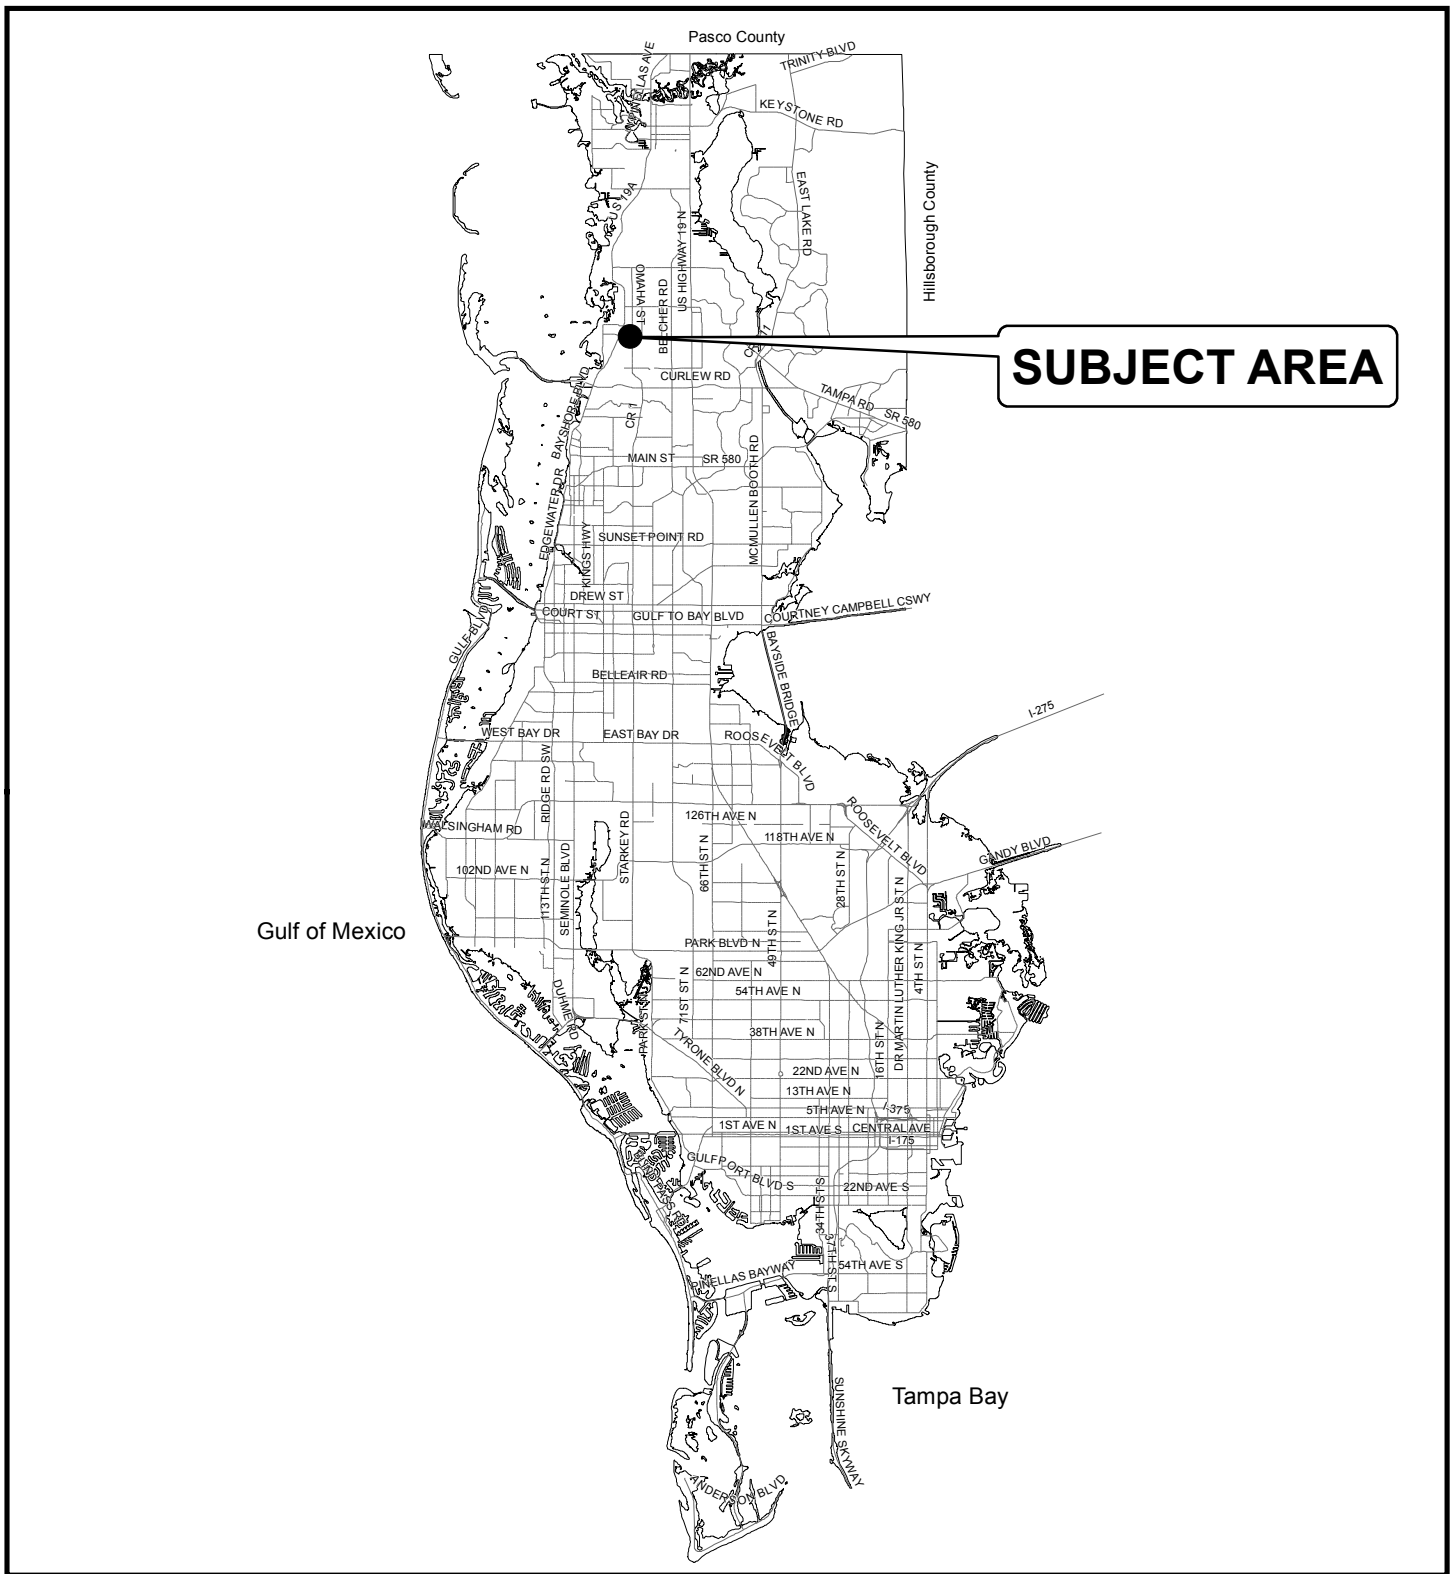 Pasco County
TRINITY BLVD
KEYSTONE RD
US 19A
EAST LAKE RD
Hillsborough County
US HIGHWAY 19 N
OMAHA ST
BELCHER RD
SUBJECT AREA
CURLEW RD
TAMPA RD
SR 580
BAYSHORE BLVD
CR 1
MAIN ST
SR 580
MCMULLEN BOOTH RD
EDGEWATER DR
KINGS HWY
SUNSET POINT RD
DREW ST
COURT ST
GULF TO BAY BLVD
COURTNEY CAMPBELL CSWY
GULF BLVD
BAYSIDE BRIDGE
BELLEAIR RD
I-275
WEST BAY DR
EAST BAY DR
ROOSEVELT BLVD
RIDGE RD SW
WALSINGHAM RD
STARKEY RD
126TH AVE N
118TH AVE N
ROOSEVELT BLVD
GANDY BLVD
102ND AVE N
113TH ST N
SEMINOLE BLVD
66TH ST N
28TH ST N
DR MARTIN LUTHER KING JR ST N
Gulf of Mexico
PARK BLVD N
49TH ST N
4TH ST N
62ND AVE N
54TH AVE N
71ST ST N
DUHME RD
PARK ST N
38TH AVE N
TYRONE BLVD N
16TH ST N
22ND AVE N
13TH AVE N
5TH AVE N
I-375
1ST AVE N
1ST AVE S
CENTRAL AVE
I-175
GULFPORT BLVD S
22ND AVE S
34TH ST S
37TH ST S
54TH AVE S
PINELLAS BAYWAY
SUNSHINE SKYWAY
Tampa Bay
ANDERSON BLVD